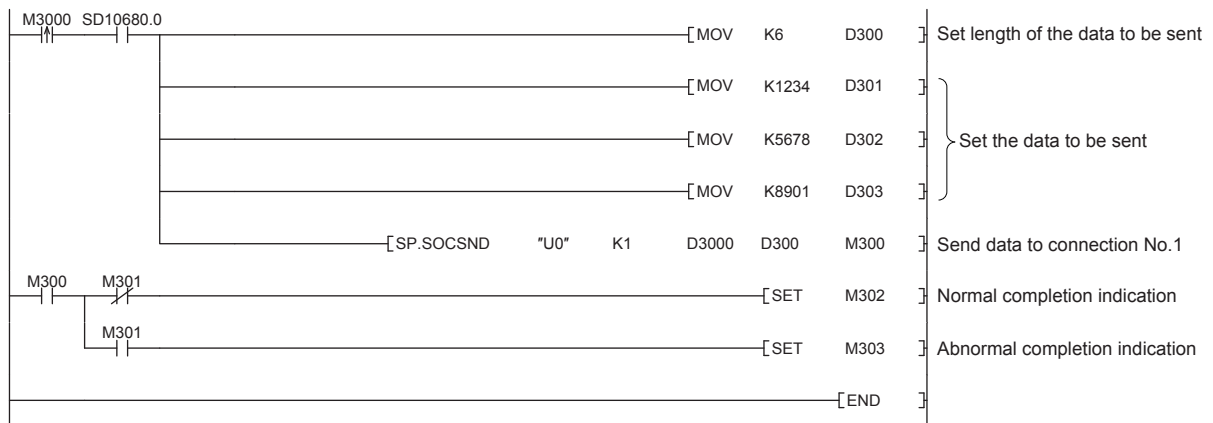 M3000 SD10680.0
[MOV K6 D300 ] Set length of the data to be sent
[MOV K1234 D301 ]
[MOV K5678 D302 ] Set the data to be sent
[MOV K8901 D303 ]
[SP.SOCSND "U0" K1 D3000 D300 M300 ] Send data to connection No.1
M300 M301
[SET M302 ] Normal completion indication
M301
[SET M303 ] Abnormal completion indication
[END ]